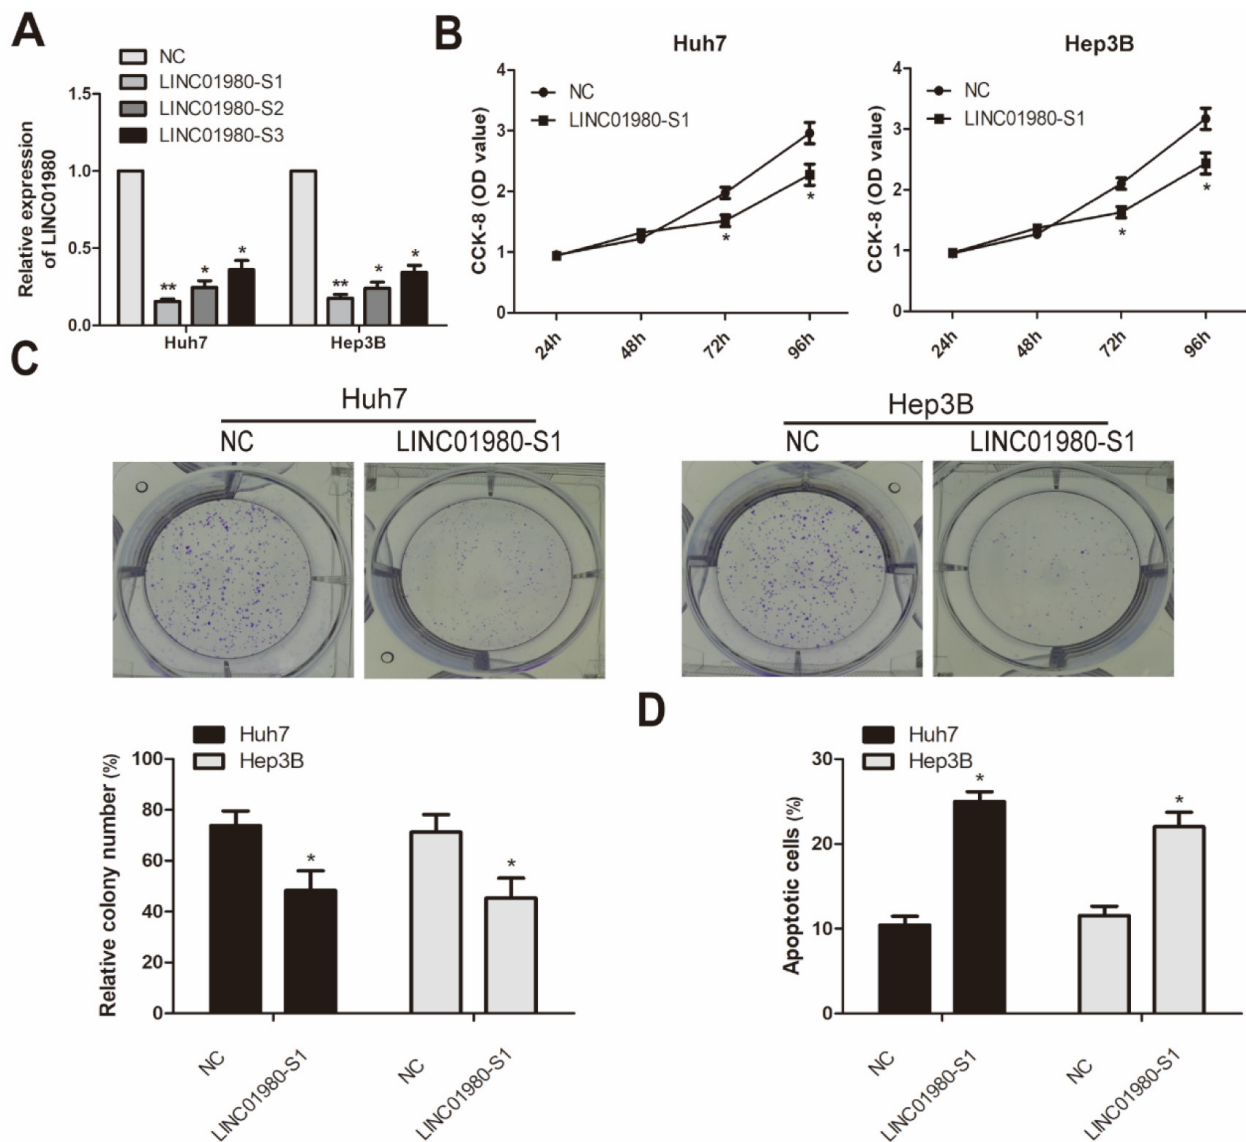 A
NC
LINC01980-S1
LINC01980-S2
LINC01980-S3
Relative expression
of LINC01980
1.5
1.0
0.5
0.0
**
*
*
**
*
*
Huh7
Hep3B
B
Huh7
CCK-8 (OD value)
4
3
2
1
0
NC
LINC01980-S1
*
*
24h
48h
72h
96h
Hep3B
CCK-8 (OD value)
4
3
2
1
0
NC
LINC01980-S1
*
*
24h
48h
72h
96h
C
Huh7
NC
LINC01980-S1
Hep3B
NC
LINC01980-S1
Huh7
Hep3B
Relative colony number (%)
100
80
60
40
20
0
*
*
NC
LINC01980-S1
NC
LINC01980-S1
D
Huh7
Hep3B
Apoptotic cells (%)
30
20
10
0
*
*
NC
LINC01980-S1
NC
LINC01980-S1